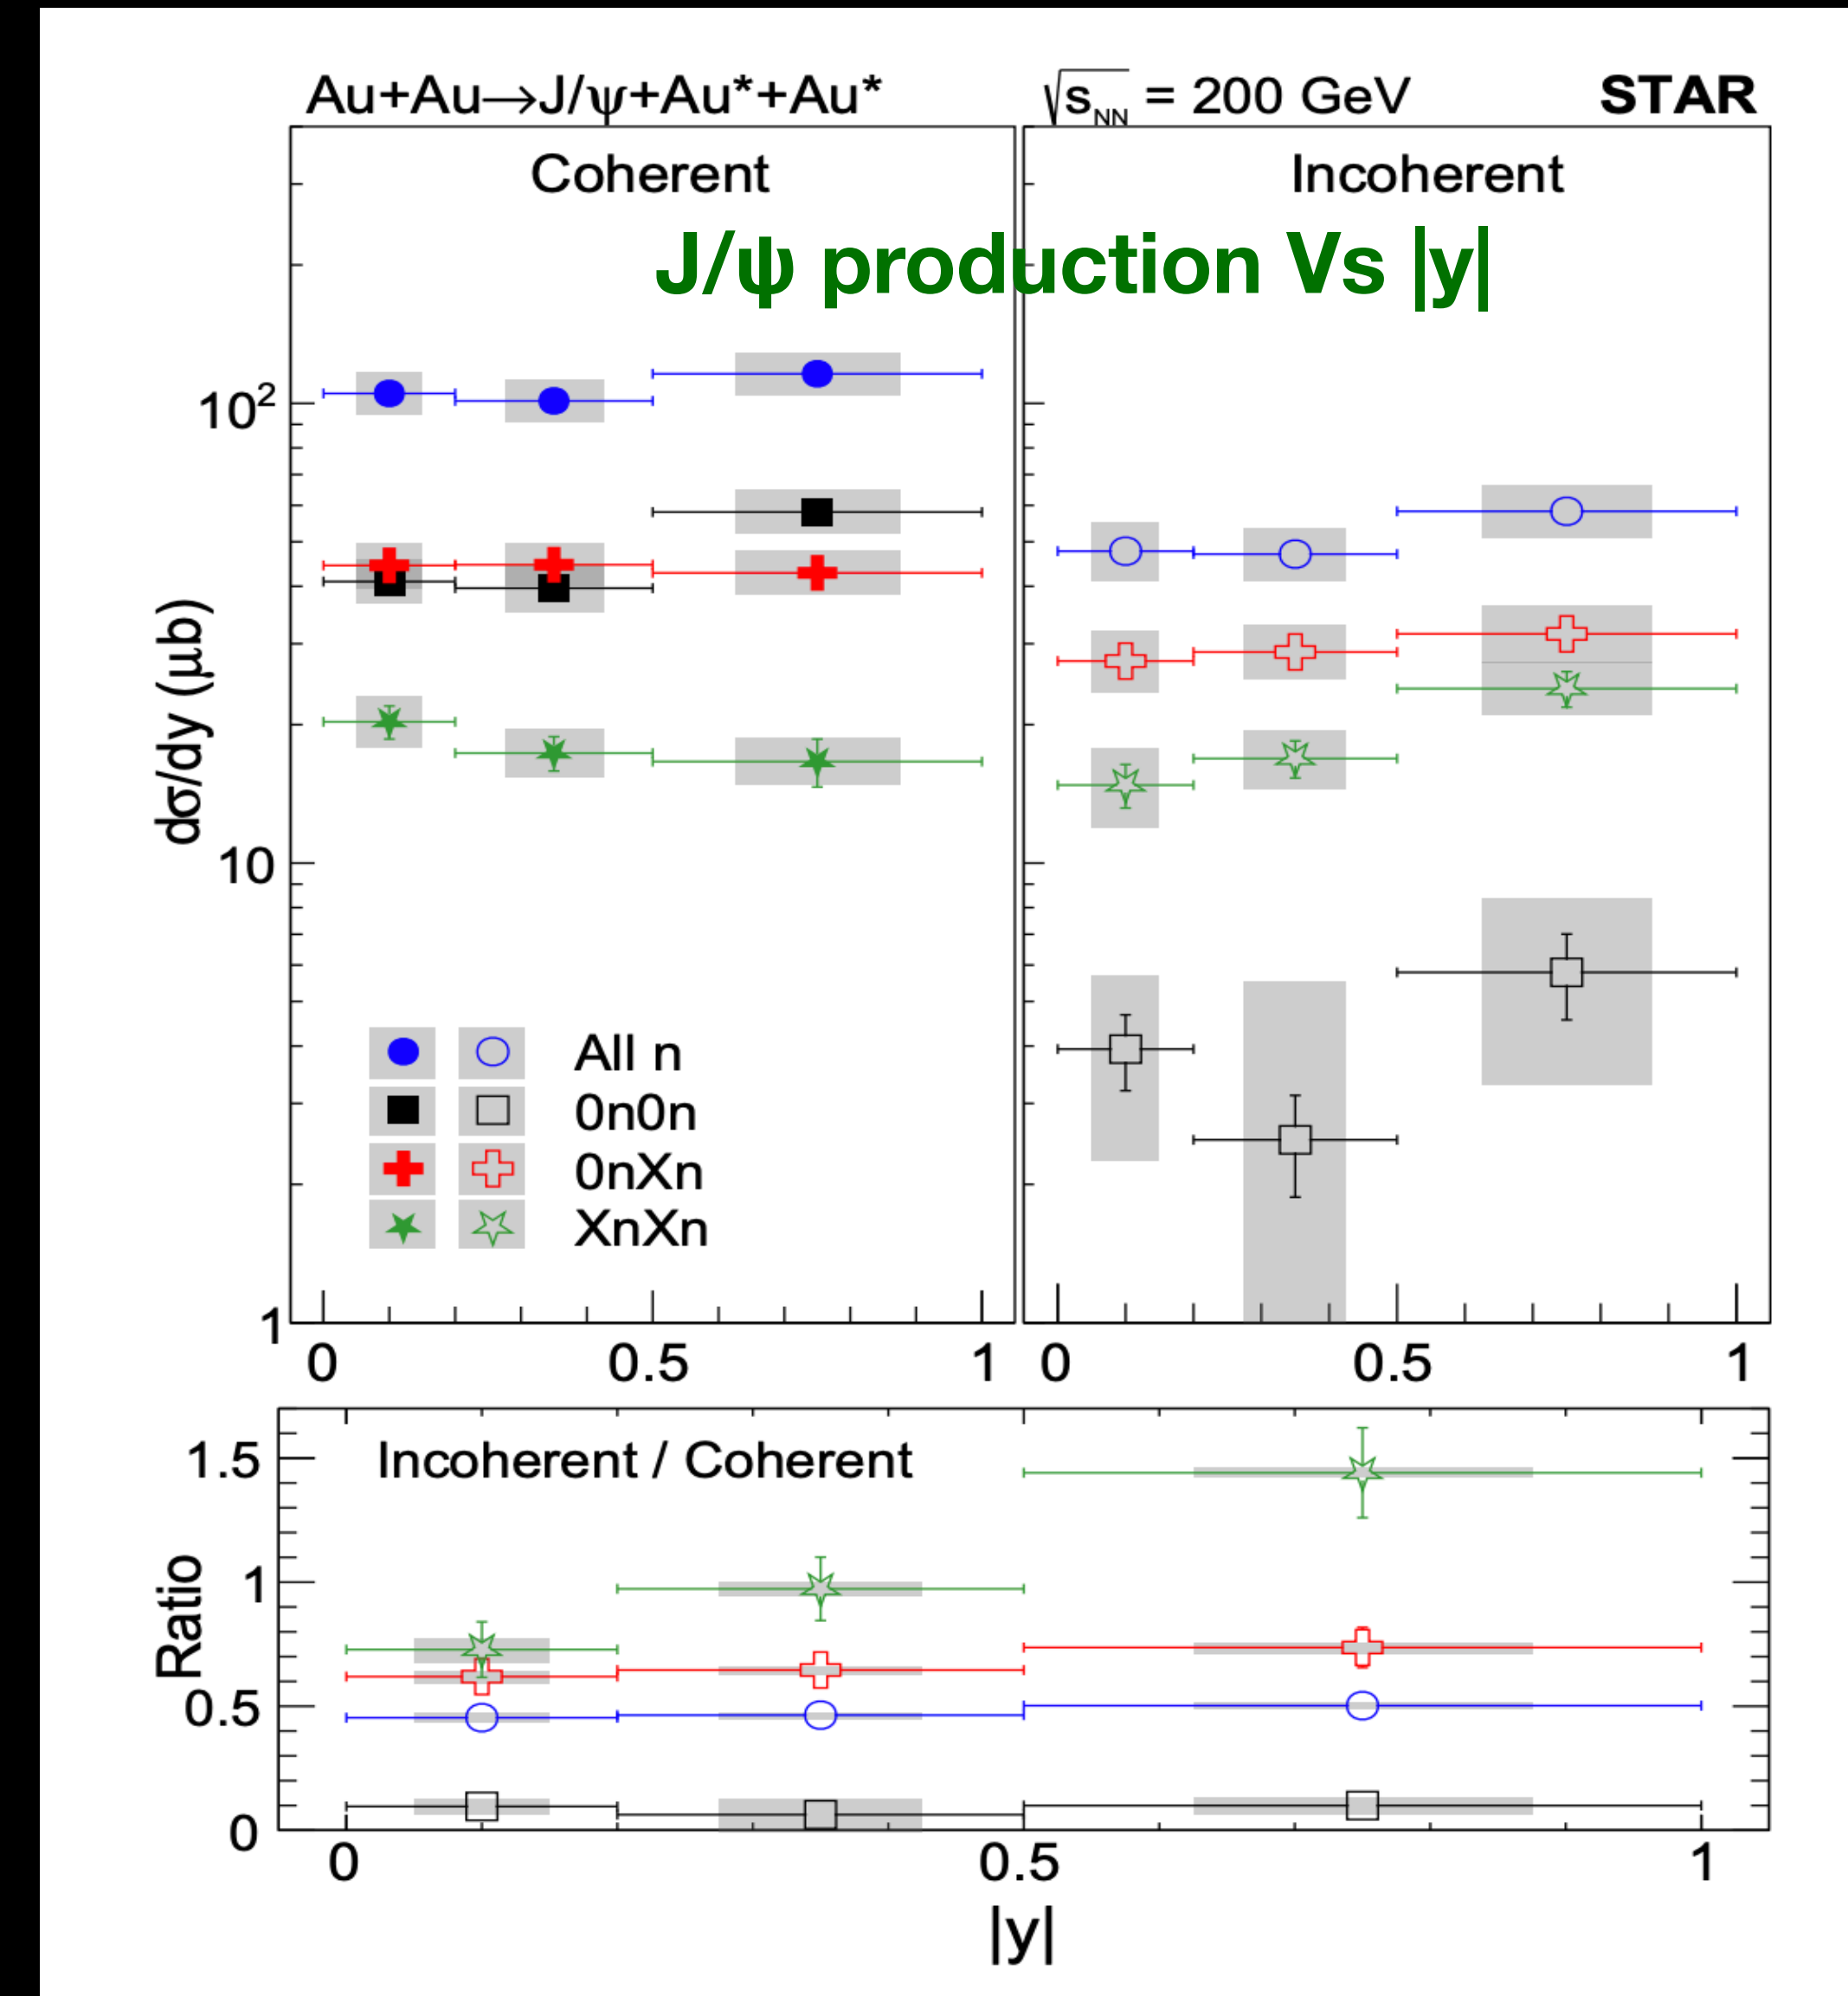 Au+Au→J/ψ+Au*+Au* √sNN = 200 GeV STAR
Coherent Incoherent
J/ψ production Vs |y|
10²
10
1
dσ/dy (μb)
All n
0n0n
0nXn
XnXn
0 0.5 1 0 0.5 1
Incoherent / Coherent
1.5
1
0.5
0
Ratio
0 0.5 1
|y|